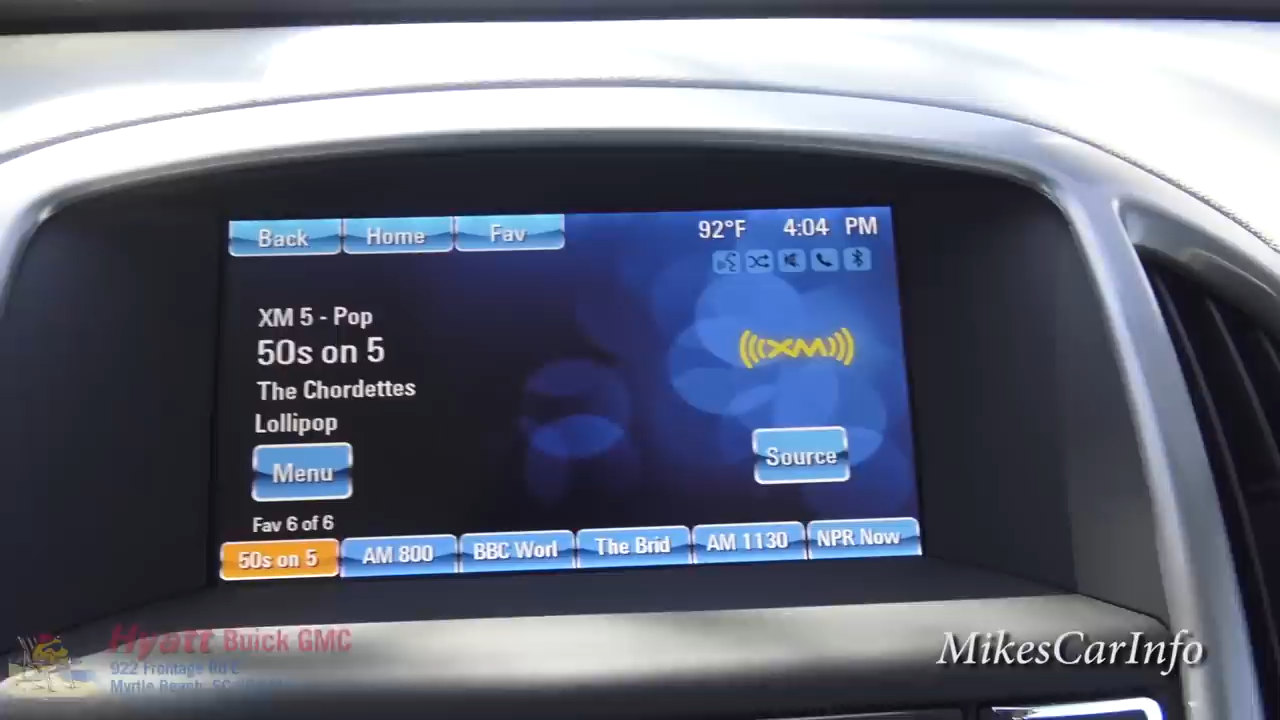 Back Home Fav 92°F 4:04 PM
XM 5 - Pop
50s on 5
The Chordettes
Lollipop
XM
Menu
Source
Fav 6 of 6
50s on 5 AM 800 BBC Worl The Brid AM 1130 NPR Now
Hyatt Buick GMC
922 Frontage Rd E
Myrtle Beach, SC
MikesCarInfo